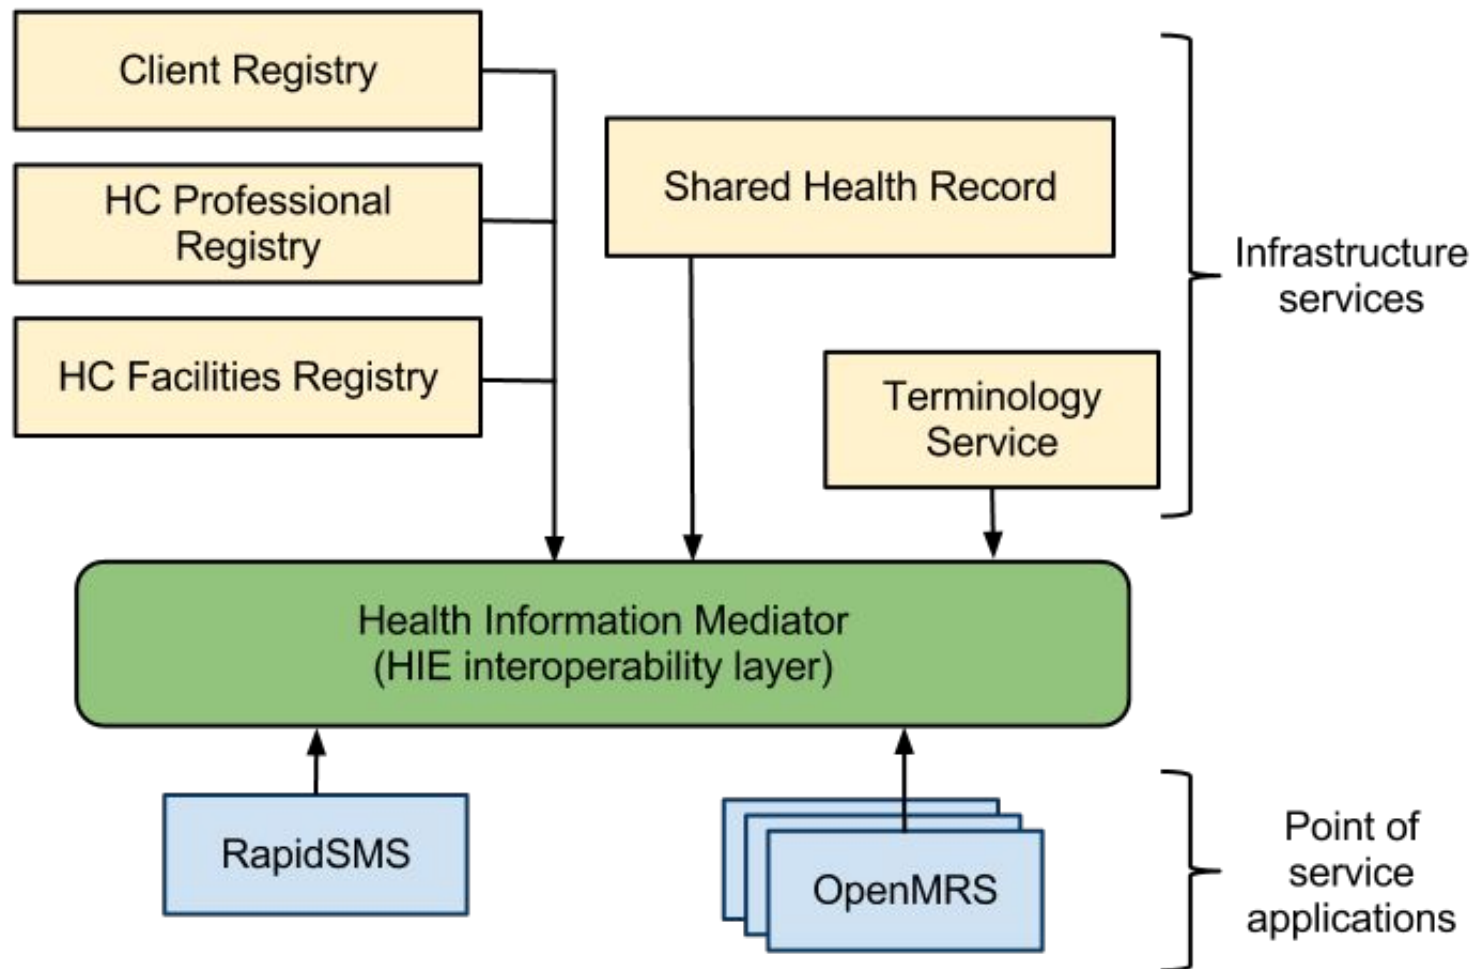 Client Registry
HC Professional
Registry
HC Facilities Registry
Shared Health Record
Terminology
Service
Infrastructure
services
Health Information Mediator
(HIE interoperability layer)
RapidSMS
OpenMRS
Point of
service
applications